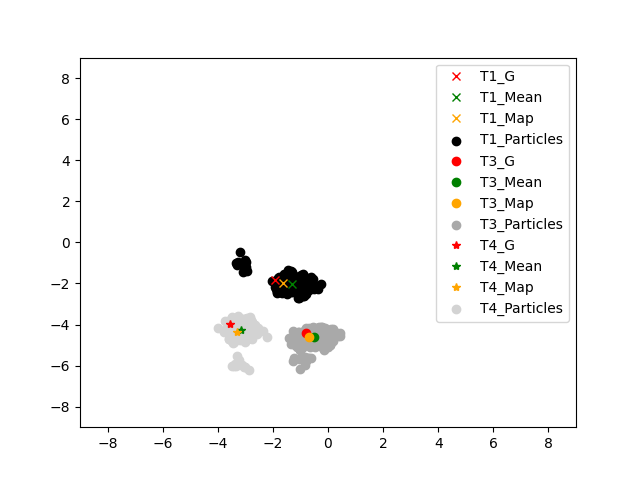 8
6
4
2
0
−2
−4
−6
−8
−8 −6 −4 −2 0 2 4 6 8
T1_G
T1_Mean
T1_Map
T1_Particles
T3_G
T3_Mean
T3_Map
T3_Particles
T4_G
T4_Mean
T4_Map
T4_Particles